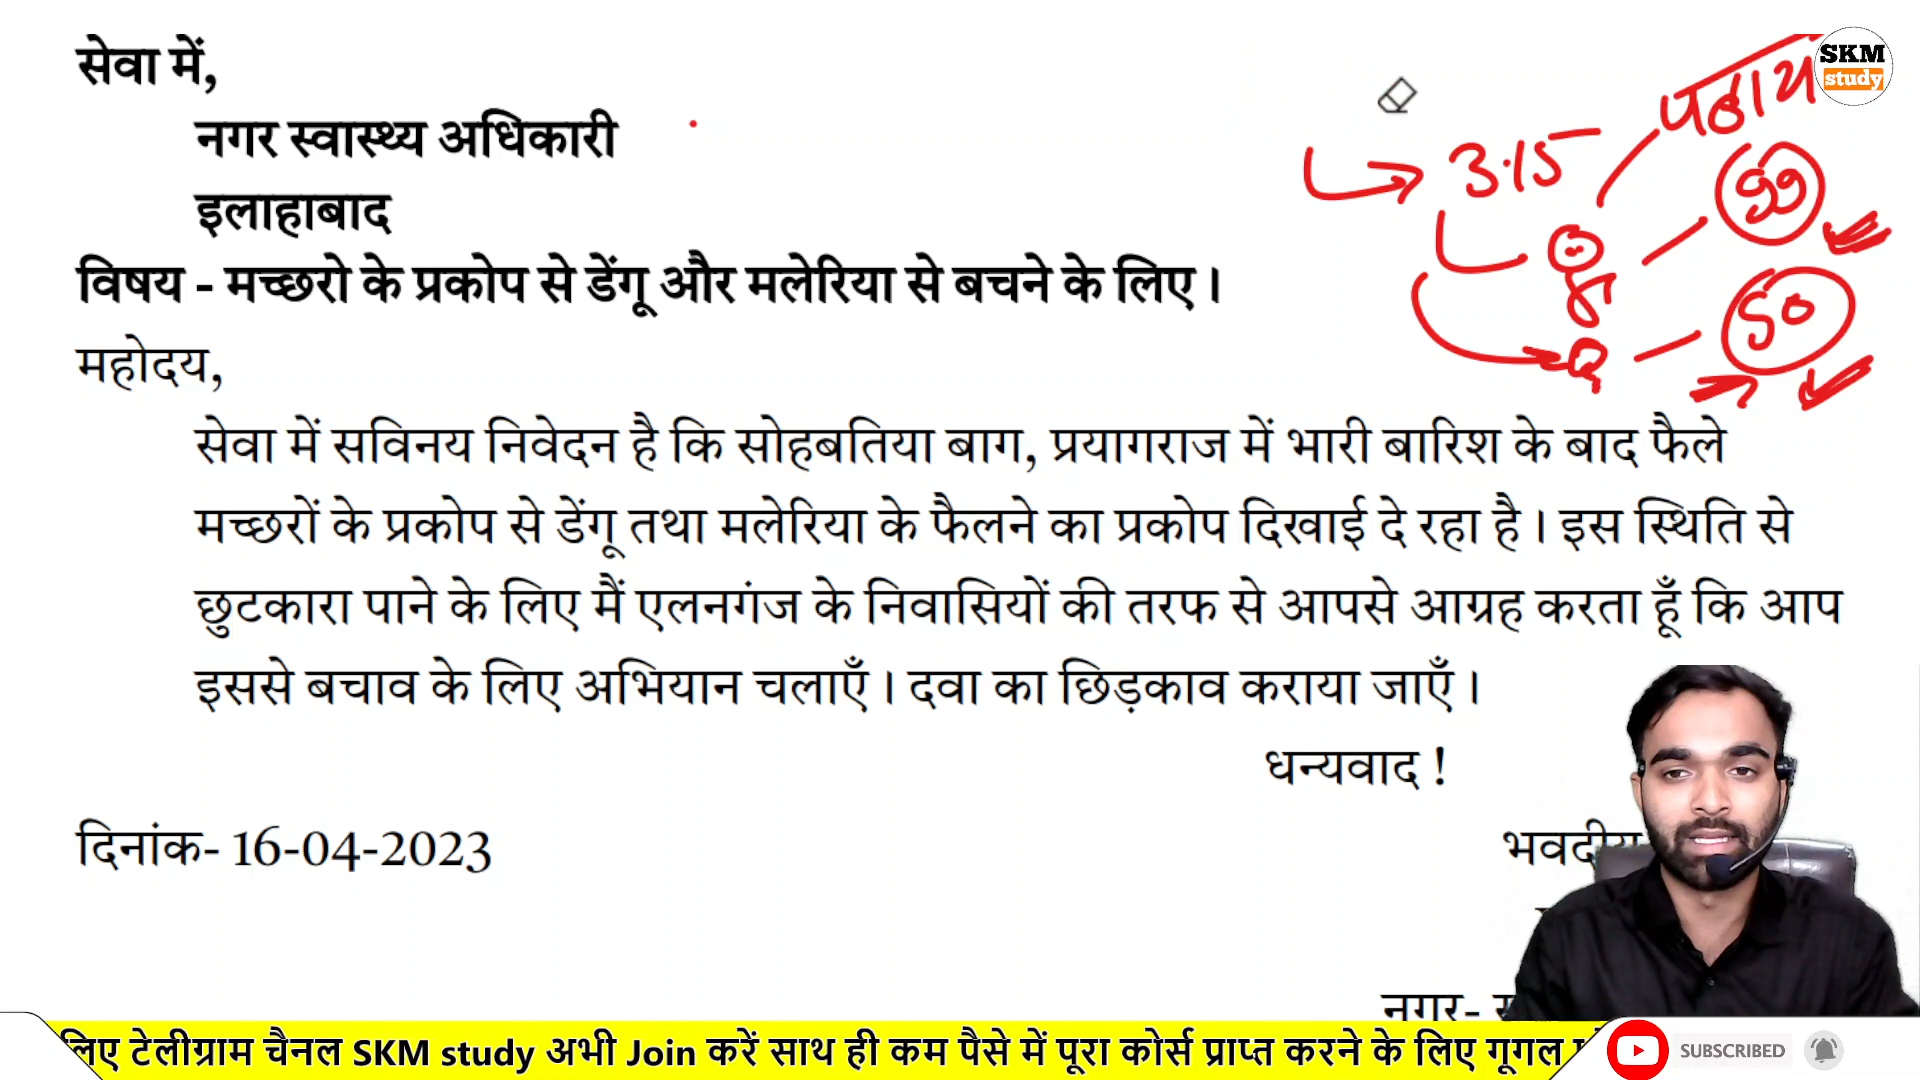 सेवा में,
नगर स्वास्थ्य अधिकारी
इलाहाबाद
विषय - मच्छरो के प्रकोप से डेंगू और मलेरिया से बचने के लिए।
महोदय,
सेवा में सविनय निवेदन है कि सोहबतिया बाग, प्रयागराज में भारी बारिश के बाद फैले
मच्छरों के प्रकोप से डेंगू तथा मलेरिया के फैलने का प्रकोप दिखाई दे रहा है। इस स्थिति से
छुटकारा पाने के लिए मैं एलनगंज के निवासियों की तरफ से आपसे आग्रह करता हूँ कि आप
इससे बचाव के लिए अभियान चलाएँ। दवा का छिड़काव कराया जाएँ।
धन्यवाद !
दिनांक- 16-04-2023
नगर-
SKM
study
3.15
99
50
लिए टेलीग्राम चैनल SKM study अभी Join करें साथ ही कम पैसे में पूरा कोर्स प्राप्त करने के लिए गूगल
SUBSCRIBED